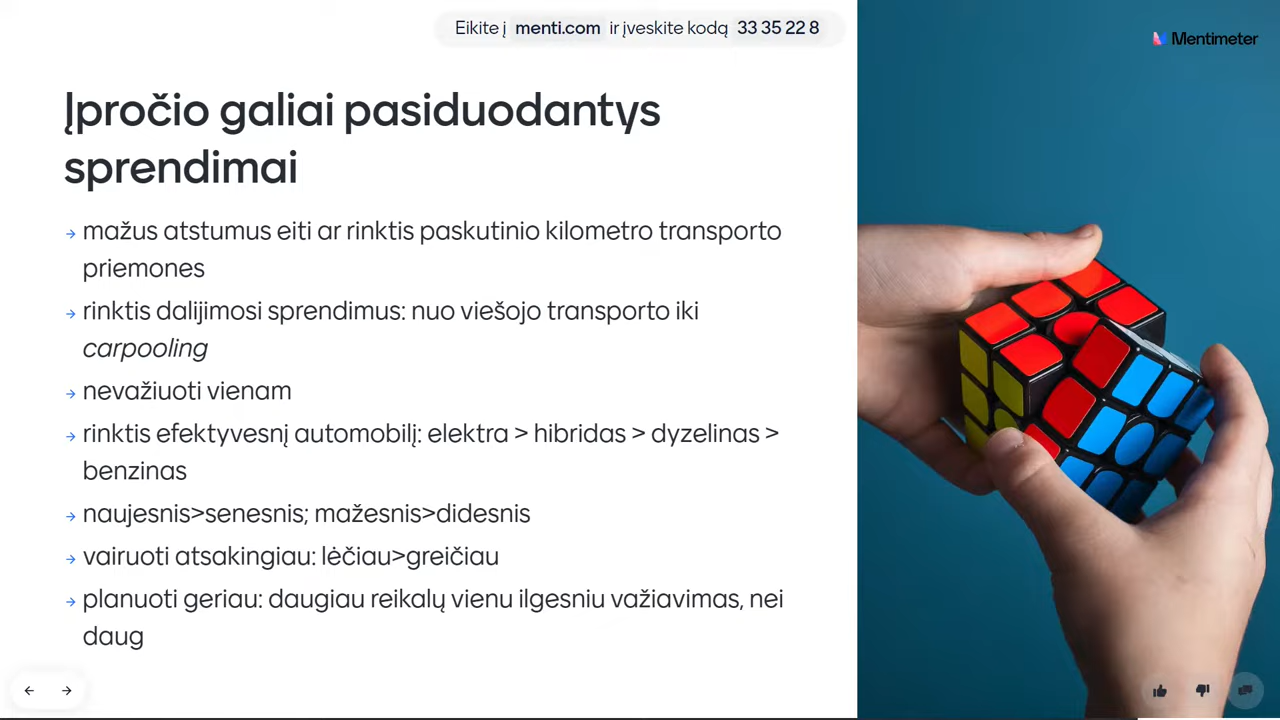 Eikite į menti.com ir įveskite kodą 33 35 22 8
Mentimeter
Įpročio galiai pasiduodantys
sprendimai
→ mažus atstumus eiti ar rinktis paskutinio kilometro transporto
priemones
→ rinktis dalijimosi sprendimus: nuo viešojo transporto iki
carpooling
→ nevažiuoti vienam
→ rinktis efektyvesnį automobilį: elektra > hibridas > dyzelinas >
benzinas
→ naujesnis>senesnis; mažesnis>didesnis
→ vairuoti atsakingiau: lėčiau>greičiau
→ planuoti geriau: daugiau reikalų vienu ilgesniu važiavimas, nei
daug